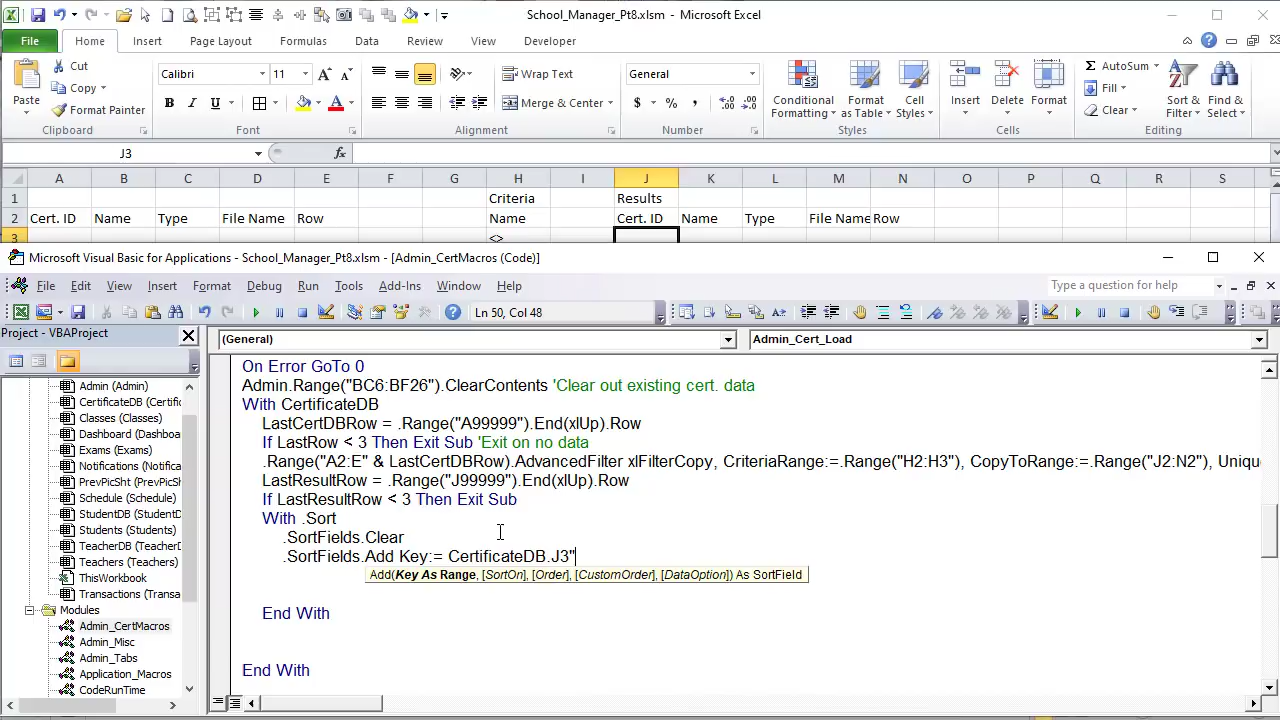 School_Manager_Pt8.xlsm - Microsoft Excel
File Home Insert Page Layout Formulas Data Review View Developer
Paste Cut Copy Format Painter
Calibri 11
B I U
Wrap Text
Merge & Center
General
$ % ,
Conditional Formatting Format as Table Cell Styles
Insert Delete Format
AutoSum Fill Clear
Sort & Filter Find & Select
Clipboard Font Alignment Number Styles Cells Editing
J3 fx
A B C D E F G H I J K L M N O P Q R S
1 Criteria Results
2 Cert. ID Name Type File Name Row Name Cert. ID Name Type File Name Row
3 <>
Microsoft Visual Basic for Applications - School_Manager_Pt8.xlsm - [Admin_CertMacros (Code)]
File Edit View Insert Format Debug Run Tools Add-Ins Window Help Type a question for help
Ln 50, Col 48
Project - VBAProject
(General) Admin_Cert_Load
Admin (Admin)
CertificateDB (Certific
Classes (Classes)
Dashboard (Dashboa
Exams (Exams)
Notifications (Notifica
PrevPicSht (PrevPicSh
Schedule (Schedule)
StudentDB (StudentD
Students (Students)
TeacherDB (TeacherD
Teachers (Teachers)
ThisWorkbook
Transactions (Transac
Modules
Admin_CertMacros
Admin_Misc
Admin_Tabs
Application_Macros
CodeRunTime
On Error GoTo 0
Admin.Range("BC6:BF26").ClearContents 'Clear out existing cert. data
With CertificateDB
LastCertDBRow = .Range("A99999").End(xlUp).Row
If LastRow < 3 Then Exit Sub 'Exit on no data
.Range("A2:E" & LastCertDBRow).AdvancedFilter xlFilterCopy, CriteriaRange:=.Range("H2:H3"), CopyToRange:=.Range("J2:N2"), Uniqu
LastResultRow = .Range("J99999").End(xlUp).Row
If LastResultRow < 3 Then Exit Sub
With .Sort
.SortFields.Clear
.SortFields.Add Key:= CertificateDB.J3"
Add(Key As Range, [SortOn], [Order], [CustomOrder], [DataOption]) As SortField
End With
End With